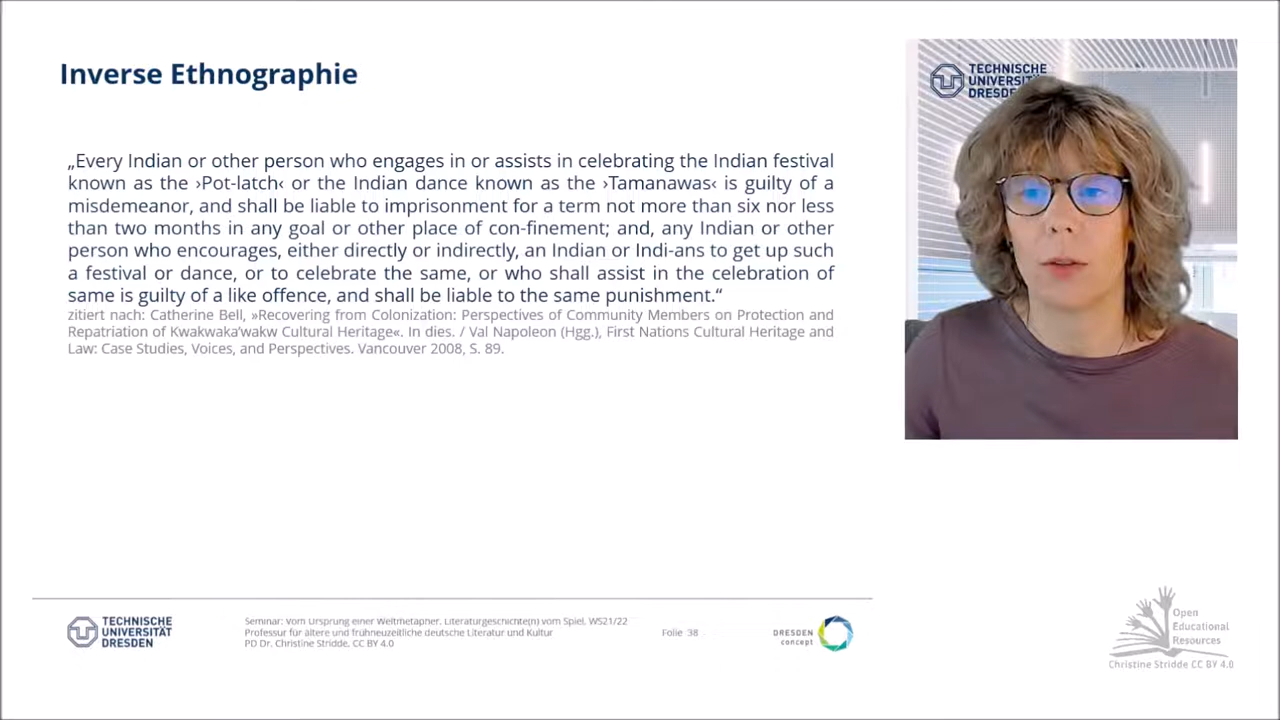 Inverse Ethnographie
„Every Indian or other person who engages in or assists in celebrating the Indian festival
known as the ›Pot-latch‹ or the Indian dance known as the ›Tamanawas‹ is guilty of a
misdemeanor, and shall be liable to imprisonment for a term not more than six nor less
than two months in any goal or other place of con-finement; and, any Indian or other
person who encourages, either directly or indirectly, an Indian or Indi-ans to get up such
a festival or dance, or to celebrate the same, or who shall assist in the celebration of
same is guilty of a like offence, and shall be liable to the same punishment.“
zitiert nach: Catherine Bell, »Recovering from Colonization: Perspectives of Community Members on Protection and
Repatriation of Kwakwaka’wakw Cultural Heritage«. In dies. / Val Napoleon (Hgg.), First Nations Cultural Heritage and
Law: Case Studies, Voices, and Perspectives. Vancouver 2008, S. 89.
TECHNISCHE
UNIVERSIT
DRESDE
TECHNISCHE
UNIVERSITÄT
DRESDEN
Seminar: Vom Ursprung einer Weltmetapher. Literaturgeschichte(n) vom Spiel, WS21/22
Professur für ältere und frühneuzeitliche deutsche Literatur und Kultur
PD Dr. Christine Stridde, CC BY 4.0
Folie 38
DRESDEN
concept
Open
Educational
Resources
Christine Stridde CC BY 4.0